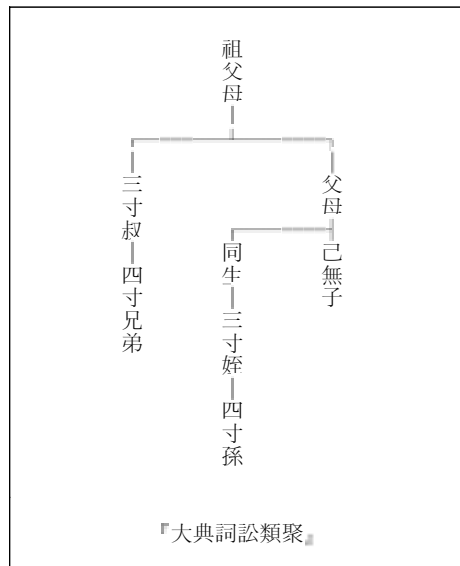 祖父母
父母
己無子
同生
三寸姪
四寸孫
三寸叔
四寸兄弟
『大典詞訟類聚』